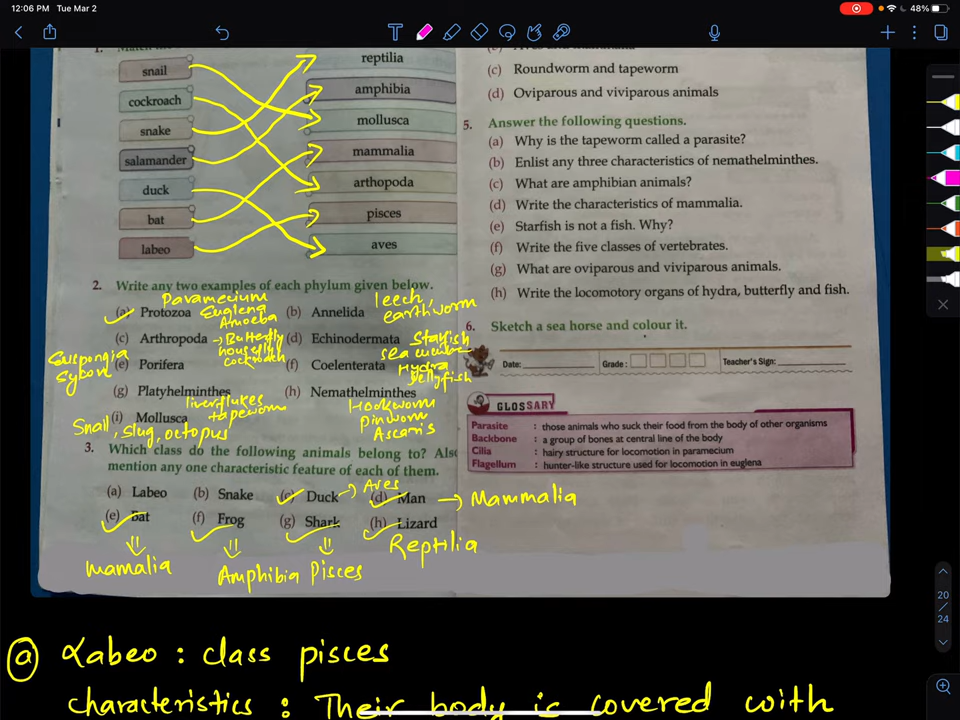 12:06 PM Tue Mar 2
48%
snail
cockroach
snake
salamander
duck
bat
labeo
reptilia
amphibia
mollusca
mammalia
arthopoda
pisces
aves
2. Write any two examples of each phylum given below.
Paramecium
(a) Protozoa Euglena
Amoeba
(b) Annelida leech,
earthworm
(c) Arthropoda → Butterfly
housefly
cockroach
(d) Echinodermata Starfish
Euspongia
Sycon
(e) Porifera
(f) Coelenterata Hydra
Jellyfish
(g) Platyhelminthes
liverflukes
tapeworm
(h) Nemathelminthes
Hookworm
Pinworm
Ascaris
(i) Mollusca
Snail, slug, octopus
3. Which class do the following animals belong to? Also
mention any one characteristic feature of each of them.
(a) Labeo (b) Snake (c) Duck → Aves (d) Man → Mammalia
(e) Bat (f) Frog (g) Shark (h) Lizard
Mamalia Amphibia Pisces Reptilia
(c) Roundworm and tapeworm
(d) Oviparous and viviparous animals
5. Answer the following questions.
(a) Why is the tapeworm called a parasite?
(b) Enlist any three characteristics of nemathelminthes.
(c) What are amphibian animals?
(d) Write the characteristics of mammalia.
(e) Starfish is not a fish. Why?
(f) Write the five classes of vertebrates.
(g) What are oviparous and viviparous animals.
(h) Write the locomotory organs of hydra, butterfly and fish.
6. Sketch a sea horse and colour it.
Date: Grade: Teacher's Sign:
GLOSSARY
Parasite : those animals who suck their food from the body of other organisms
Backbone : a group of bones at central line of the body
Cilia : hairy structure for locomotion in paramecium
Flagellum : hunter-like structure used for locomotion in euglena
20
/
24
(a) Labeo : class pisces
characteristics : Their body is covered with